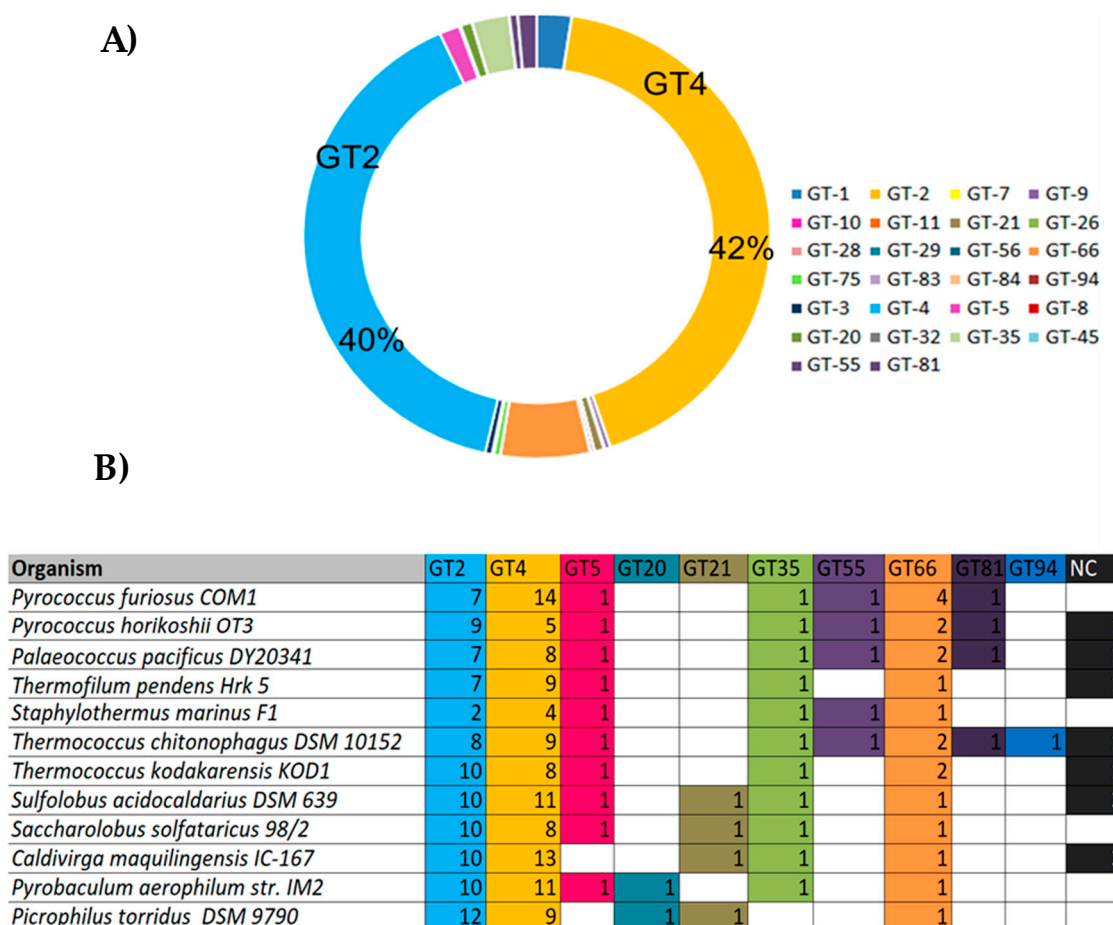 A)
GT4
GT2
42%
40%
GT-1 GT-2 GT-7 GT-9
GT-10 GT-11 GT-21 GT-26
GT-28 GT-29 GT-56 GT-66
GT-75 GT-83 GT-84 GT-94
GT-3 GT-4 GT-5 GT-8
GT-20 GT-32 GT-35 GT-45
GT-55 GT-81
B)
Organism GT2 GT4 GT5 GT20 GT21 GT35 GT55 GT66 GT81 GT94 NC
Pyrococcus furiosus COM1 7 14 1 1 1 4 1
Pyrococcus horikoshii OT3 9 5 1 1 1 2 1
Palaeococcus pacificus DY20341 7 8 1 1 1 2 1
Thermofilum pendens Hrk 5 7 9 1 1 1
Staphylothermus marinus F1 2 4 1 1 1 1
Thermococcus chitonophagus DSM 10152 8 9 1 1 1 2 1 1
Thermococcus kodakarensis KOD1 10 8 1 1 2
Sulfolobus acidocaldarius DSM 639 10 11 1 1 1 1
Saccharolobus solfataricus 98/2 10 8 1 1 1 1
Caldivirga maquilingensis IC-167 10 13 1 1 1
Pyrobaculum aerophilum str. IM2 10 11 1 1 1 1
Picrophilus torridus DSM 9790 12 9 1 1 1